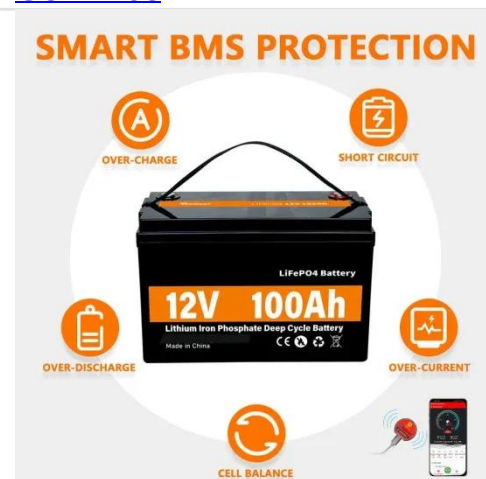 SMART BMS PROTECTION
OVER-CHARGE
SHORT CIRCUIT
LiFePO4 Battery
12V 100Ah
Lithium Iron Phosphate Deep Cycle Battery
Made in China
CE
OVER-DISCHARGE
OVER-CURRENT
CELL BALANCE